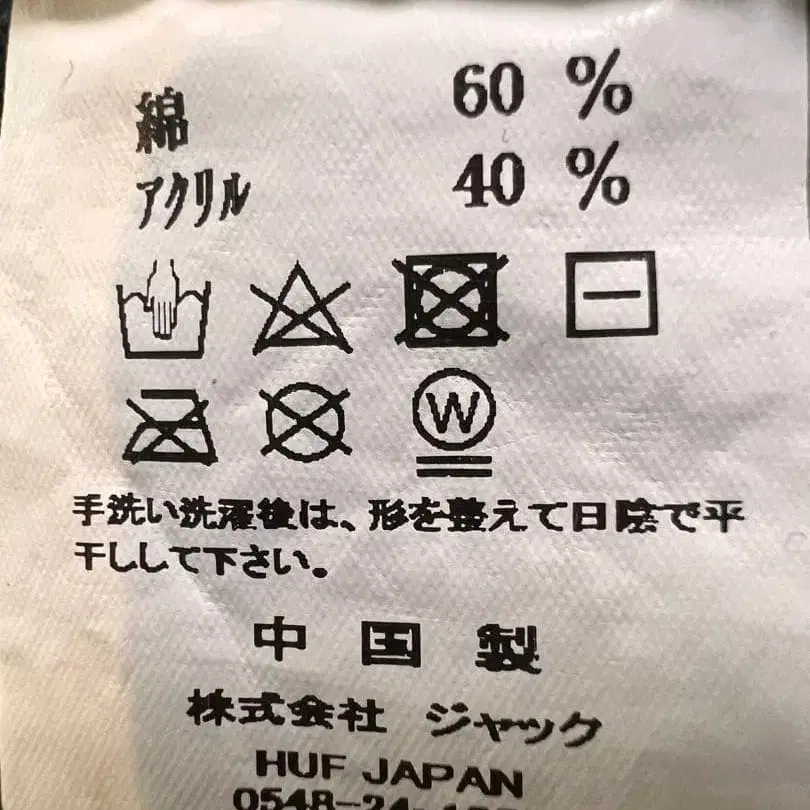 綿 60 %
アクリル 40 %
W
手洗い洗濯後は、形を整えて日陰で平
干しして下さい。
中国製
株式会社 ジャック
HUF JAPAN
0548-24-